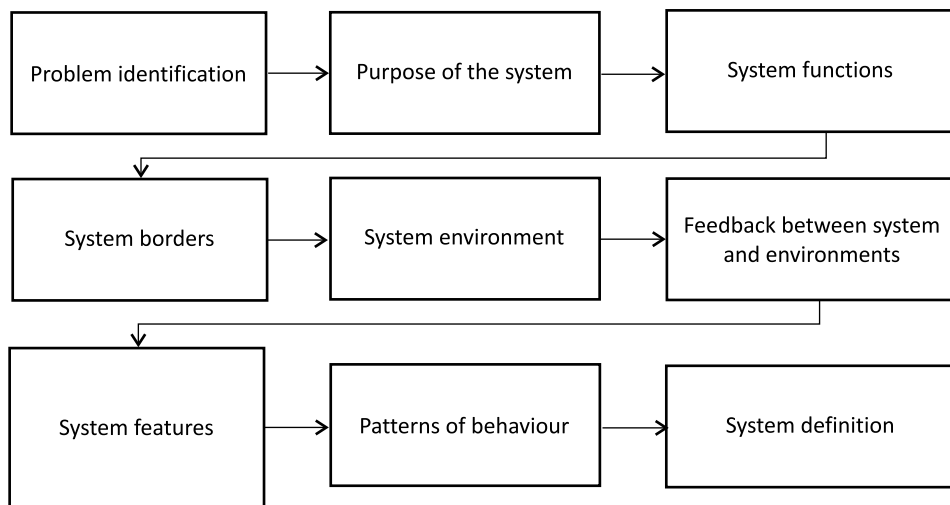 Problem identification
Purpose of the system
System functions
System borders
System environment
Feedback between system
and environments
System features
Patterns of behaviour
System definition